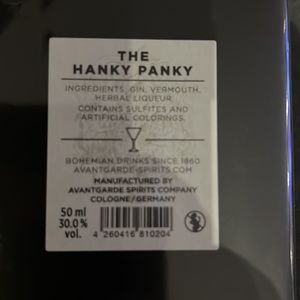 THE
HANKY PANKY
INGREDIENTS: GIN, VERMOUTH,
HERBAL LIQUEUR
CONTAINS SULFITES AND
ARTIFICIAL COLORINGS.
BOHEMIAN DRINKS SINCE 1860
AVANTGARDE-SPIRITS.COM
MANUFACTURED BY
AVANTGARDE SPIRITS COMPANY
COLOGNE/GERMANY
50 ml
30.0%
vol.
4 260416 810204